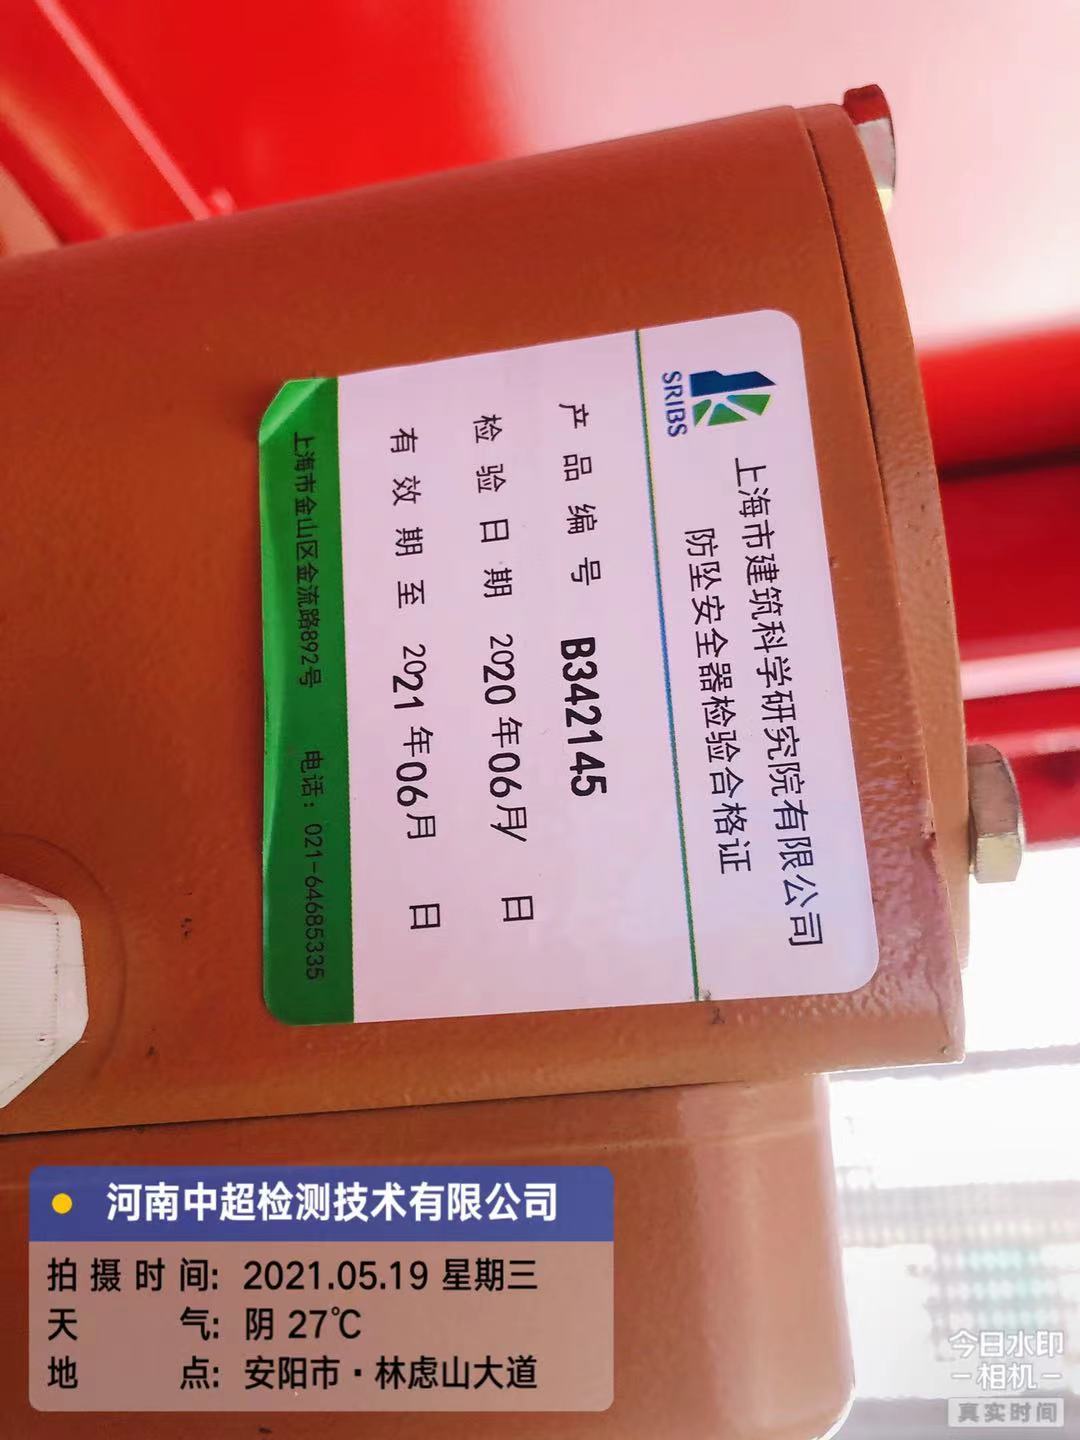 SRIBS
上海市建筑科学研究院有限公司
防坠安全器检验合格证
产品编号 B342145
检验日期 2020年06月 日
有效期至 2021年06月 日
上海市金山区金流路892号 电话：021-64685335
河南中超检测技术有限公司
拍摄时间: 2021.05.19 星期三
天气: 阴 27℃
地点: 安阳市·林虑山大道
今日水印
-相机-
真实时间